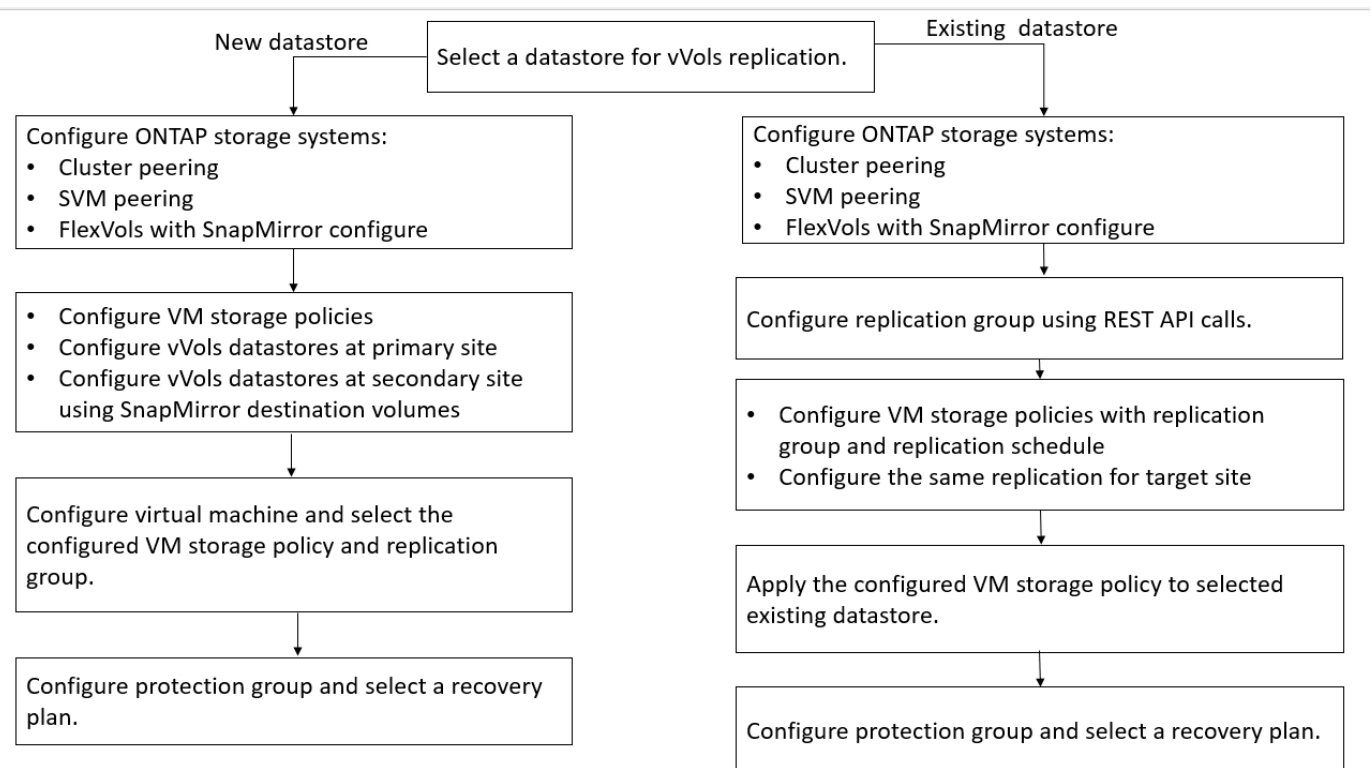 New datastore
Select a datastore for vVols replication.
Existing datastore
Configure ONTAP storage systems:
• Cluster peering
• SVM peering
• FlexVols with SnapMirror configure
• Configure VM storage policies
• Configure vVols datastores at primary site
• Configure vVols datastores at secondary site
using SnapMirror destination volumes
Configure virtual machine and select the
configured VM storage policy and replication
group.
Configure protection group and select a recovery
plan.
Configure ONTAP storage systems:
• Cluster peering
• SVM peering
• FlexVols with SnapMirror configure
Configure replication group using REST API calls.
• Configure VM storage policies with replication
group and replication schedule
• Configure the same replication for target site
Apply the configured VM storage policy to selected
existing datastore.
Configure protection group and select a recovery plan.